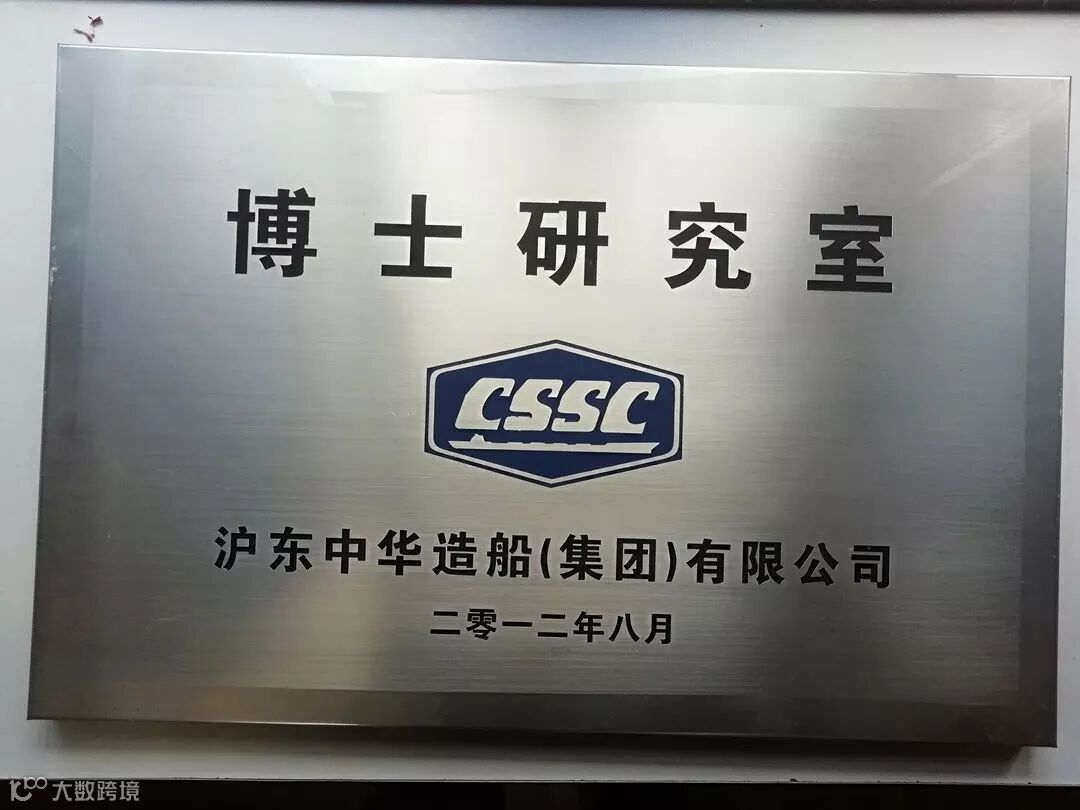 博士研究室
CSSC
沪东中华造船(集团)有限公司
二零一二年八月
大数跨境